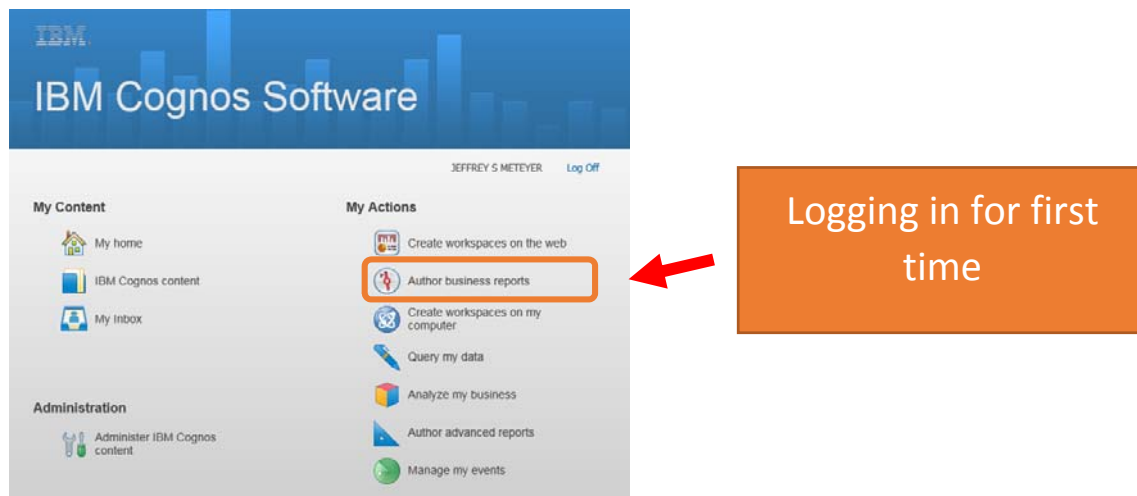 IBM
IBM Cognos Software
JEFFREY S METEYER Log Off
My Content
My home
IBM Cognos content
My Inbox
Administration
Administer IBM Cognos
content
My Actions
Create workspaces on the web
Author business reports
Create workspaces on my
computer
Query my data
Analyze my business
Author advanced reports
Manage my events
Logging in for first
time